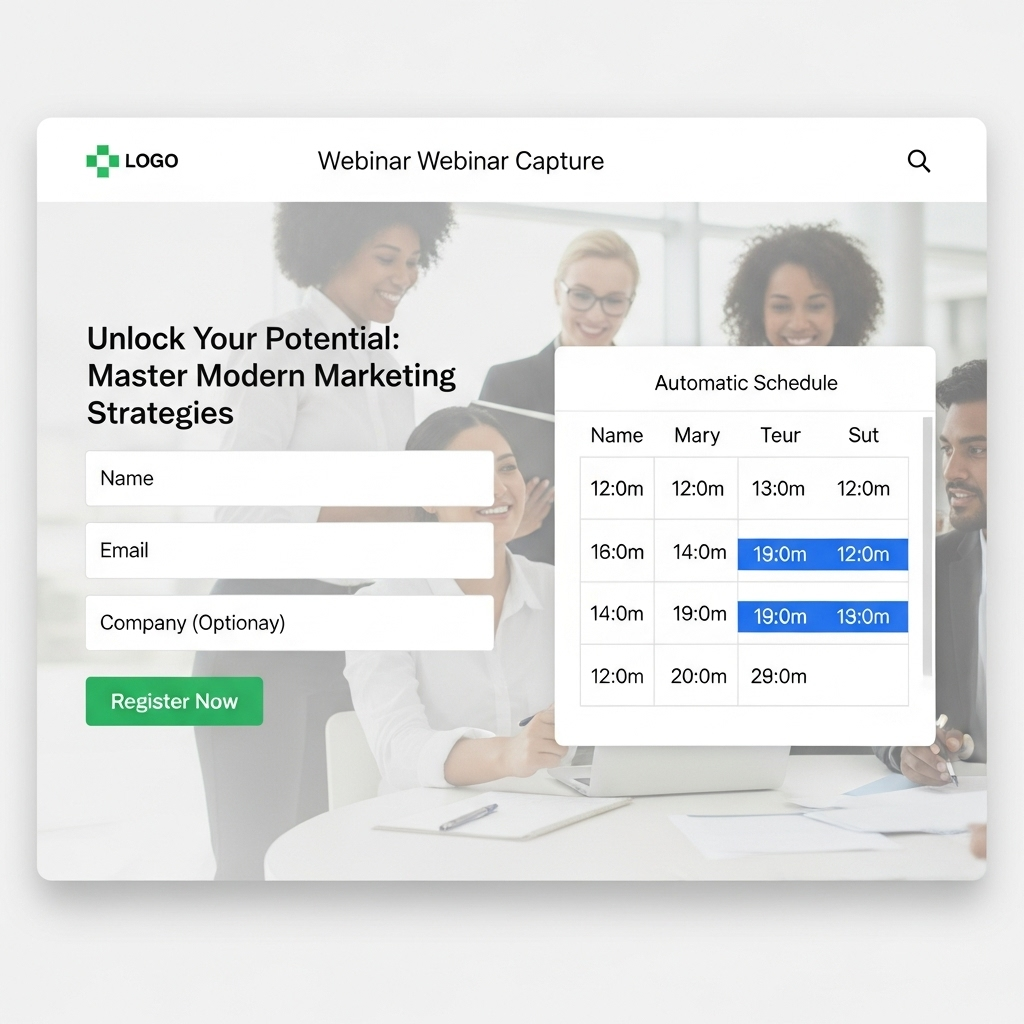 LOGO
Webinar Webinar Capture
Unlock Your Potential:
Master Modern Marketing
Strategies
Name
Email
Company (Optionay)
Register Now
Automatic Schedule
Name Mary Teur Sut
12:0m 12:0m 13:0m 12:0m
16:0m 14:0m 19:0m 12:0m
14:0m 19:0m 19:0m 13:0m
12:0m 20:0m 29:0m